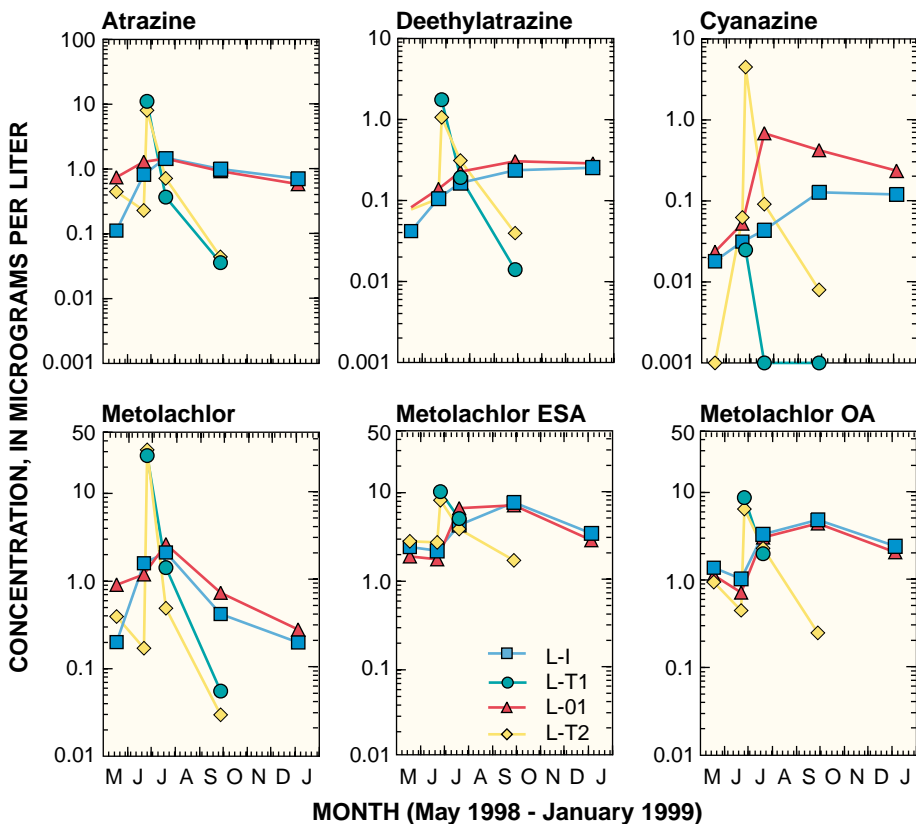 CONCENTRATION, IN MICROGRAMS PER LITER
Atrazine
100
10
1.0
0.1
0.01
0.001
Deethylatrazine
10
1.0
0.1
0.01
0.001
Cyanazine
10
1.0
0.1
0.01
0.001
Metolachlor
50
10
1.0
0.1
0.01
M J J A S O N D J
Metolachlor ESA
50
10
1.0
0.1
0.01
L-I
L-T1
L-01
L-T2
M J J A S O N D J
Metolachlor OA
50
10
1.0
0.1
0.01
M J J A S O N D J
MONTH (May 1998 - January 1999)